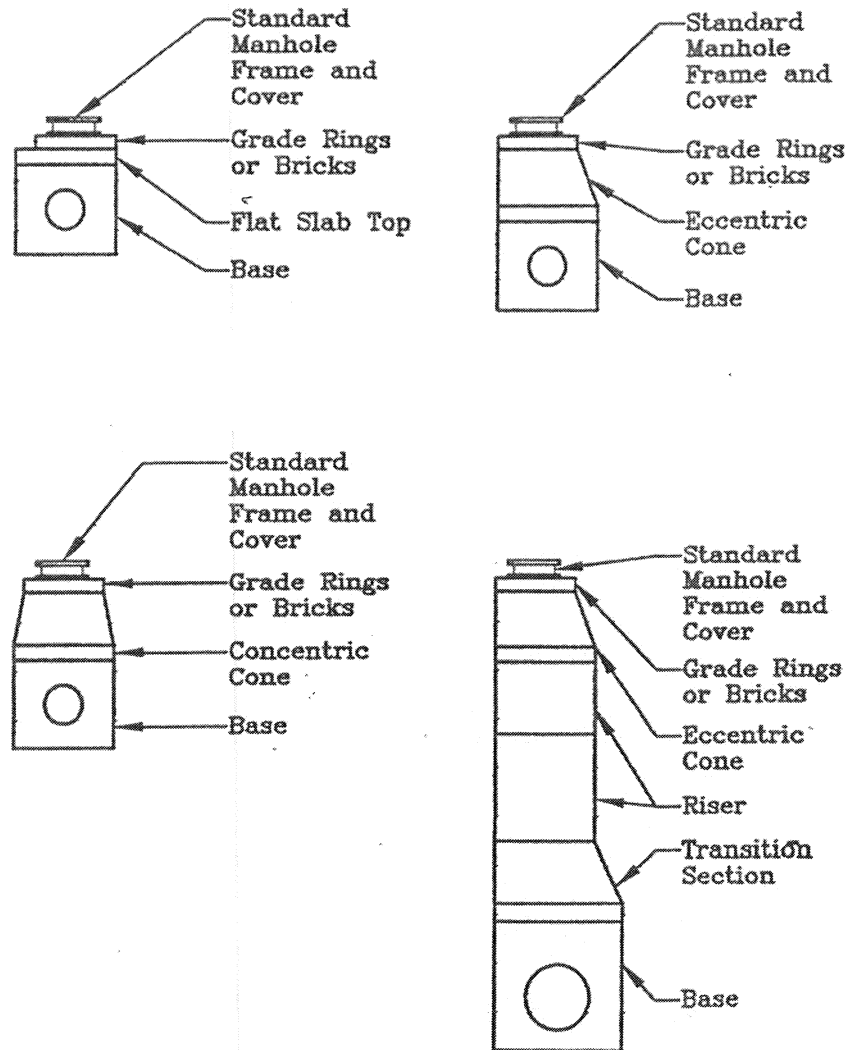 Standard
Manhole
Frame and
Cover
Grade Rings
or Bricks
Flat Slab Top
Base
Standard
Manhole
Frame and
Cover
Grade Rings
or Bricks
Eccentric
Cone
Base
Standard
Manhole
Frame and
Cover
Grade Rings
or Bricks
Concentric
Cone
Base
Standard
Manhole
Frame and
Cover
Grade Rings
or Bricks
Eccentric
Cone
Riser
Transition
Section
Base